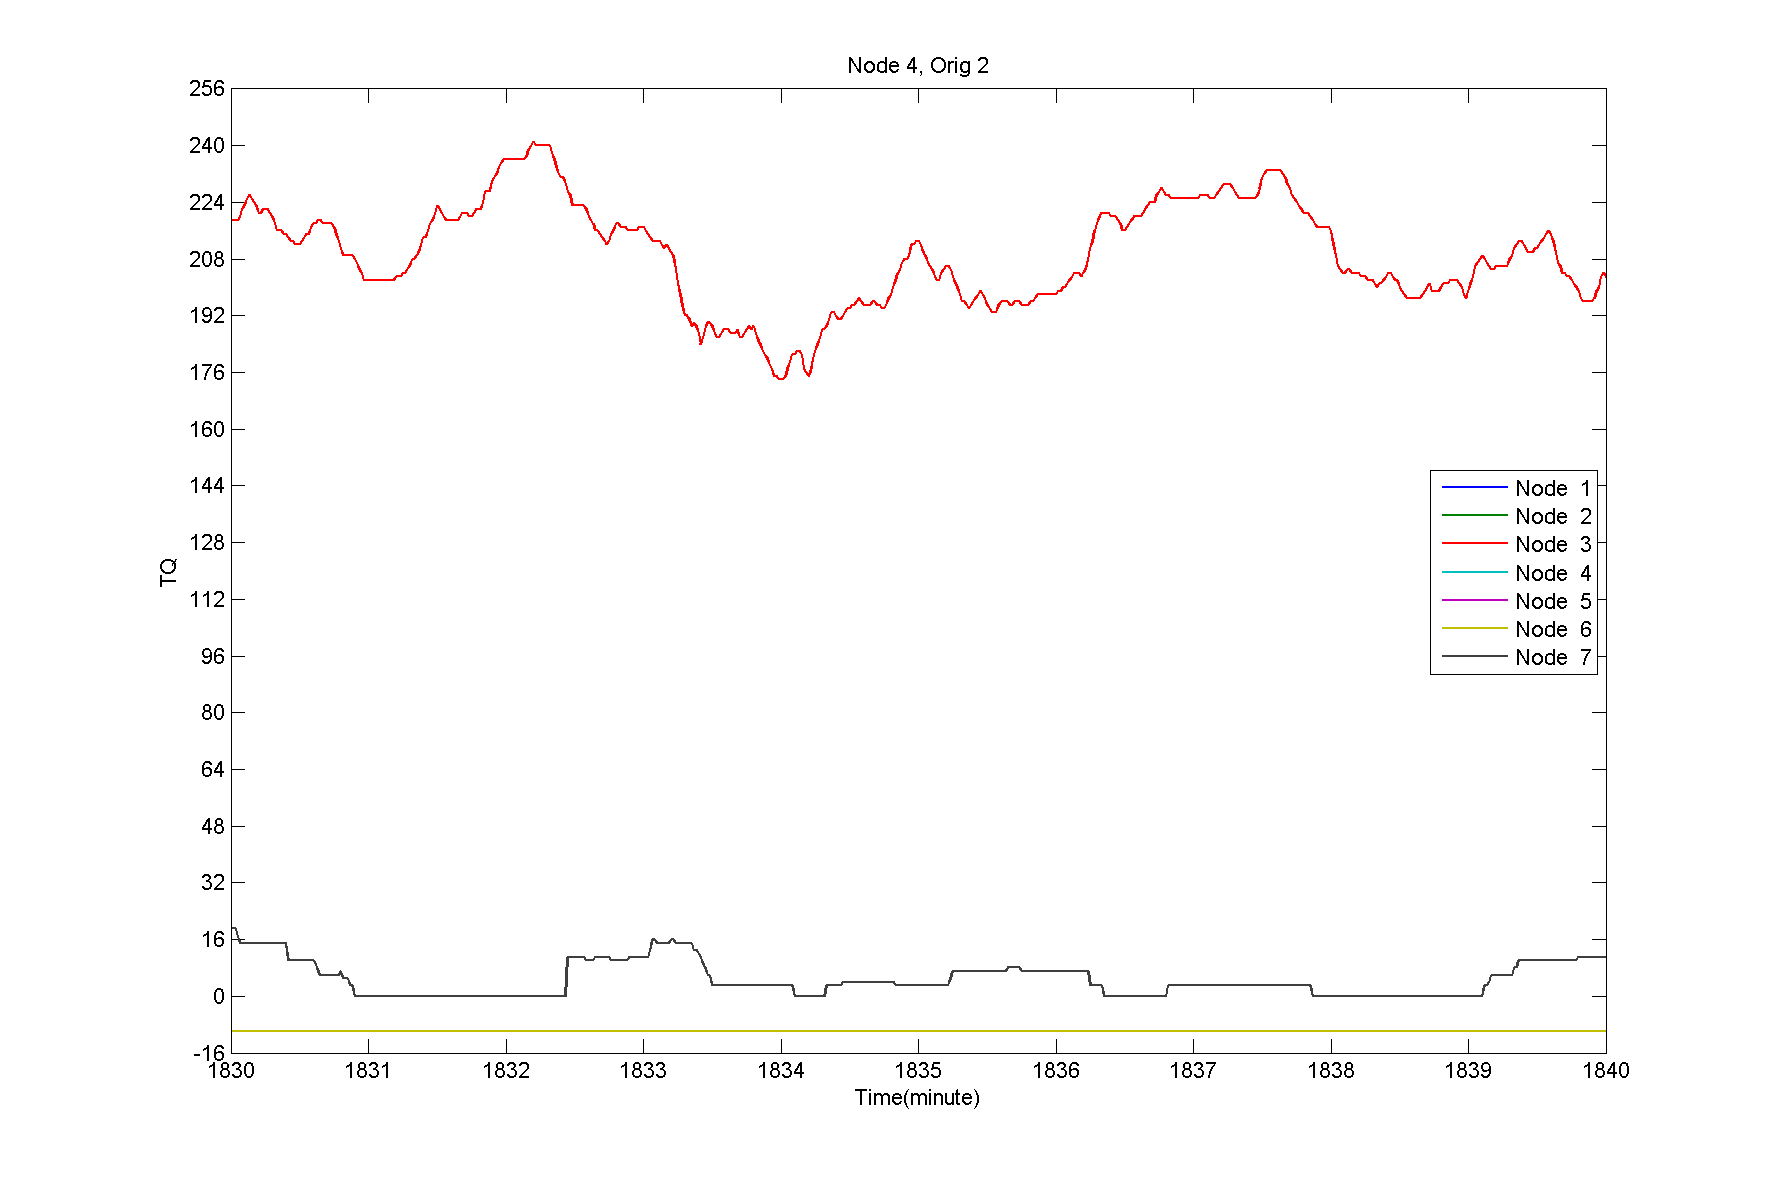 Node 4, Orig 2
256
240
224
208
192
176
160
144
128
112
96
80
64
48
32
16
0
-16
TQ
Node 1
Node 2
Node 3
Node 4
Node 5
Node 6
Node 7
1830 1831 1832 1833 1834 1835 1836 1837 1838 1839 1840
Time(minute)